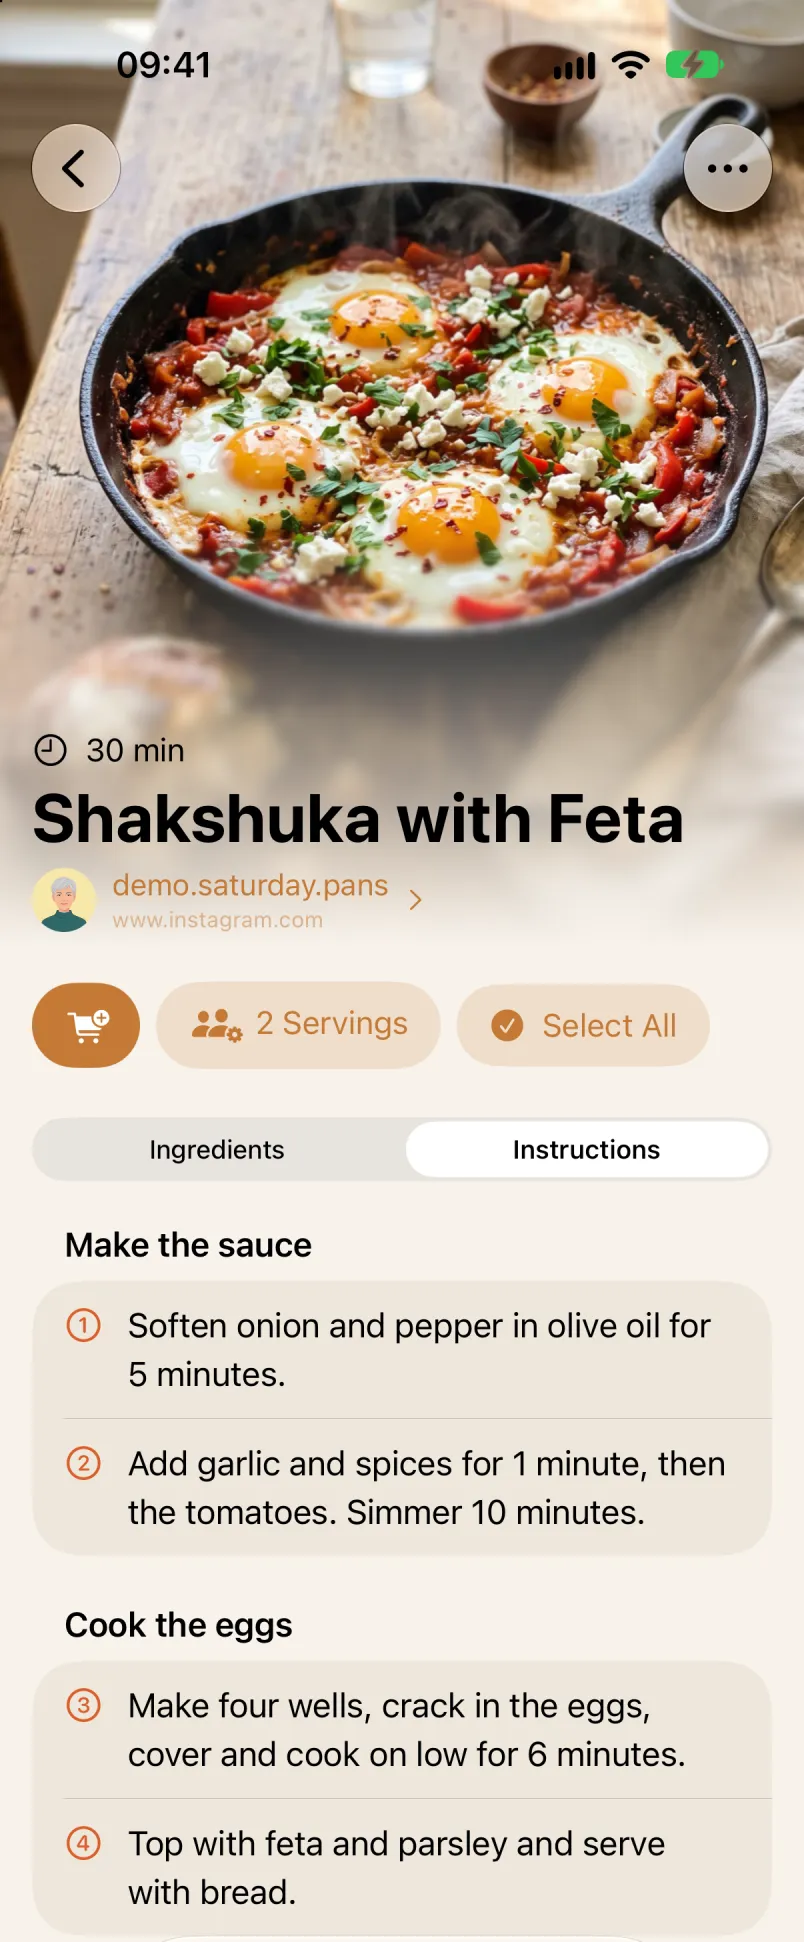 09:41
30 min
Shakshuka with Feta
demo.saturday.pans
www.instagram.com
2 Servings
Select All
Ingredients
Instructions
Make the sauce
1 Soften onion and pepper in olive oil for
5 minutes.
2 Add garlic and spices for 1 minute, then
the tomatoes. Simmer 10 minutes.
Cook the eggs
3 Make four wells, crack in the eggs,
cover and cook on low for 6 minutes.
4 Top with feta and parsley and serve
with bread.